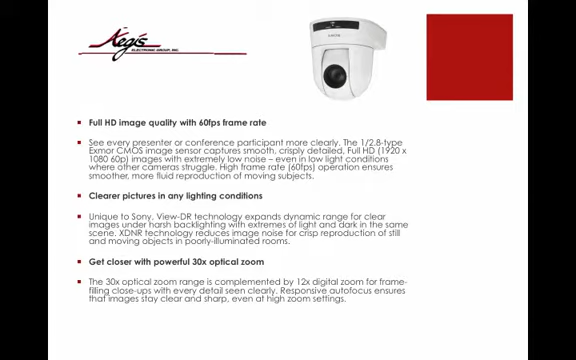 Aegis
ELECTRONIC GROUP, INC.
SONY
Full HD image quality with 60fps frame rate
See every presenter or conference participant more clearly. The 1/2.8-type
Exmor CMOS image sensor captures smooth, crisply detailed, Full HD (1920 x
1080 60p) images with extremely low noise – even in low light conditions
where other cameras struggle. High frame rate (60fps) operation ensures
smoother, more fluid reproduction of moving subjects.
Clearer pictures in any lighting conditions
Unique to Sony, View-DR technology expands dynamic range for clear
images under harsh backlighting with extremes of light and dark in the same
scene. XDNR technology reduces image noise for crisp reproduction of still
and moving objects in poorly-illuminated rooms.
Get closer with powerful 30x optical zoom
The 30x optical zoom range is complemented by 12x digital zoom for frame-
filling close-ups with every detail seen clearly. Responsive autofocus ensures
that images stay clear and sharp, even at high zoom settings.